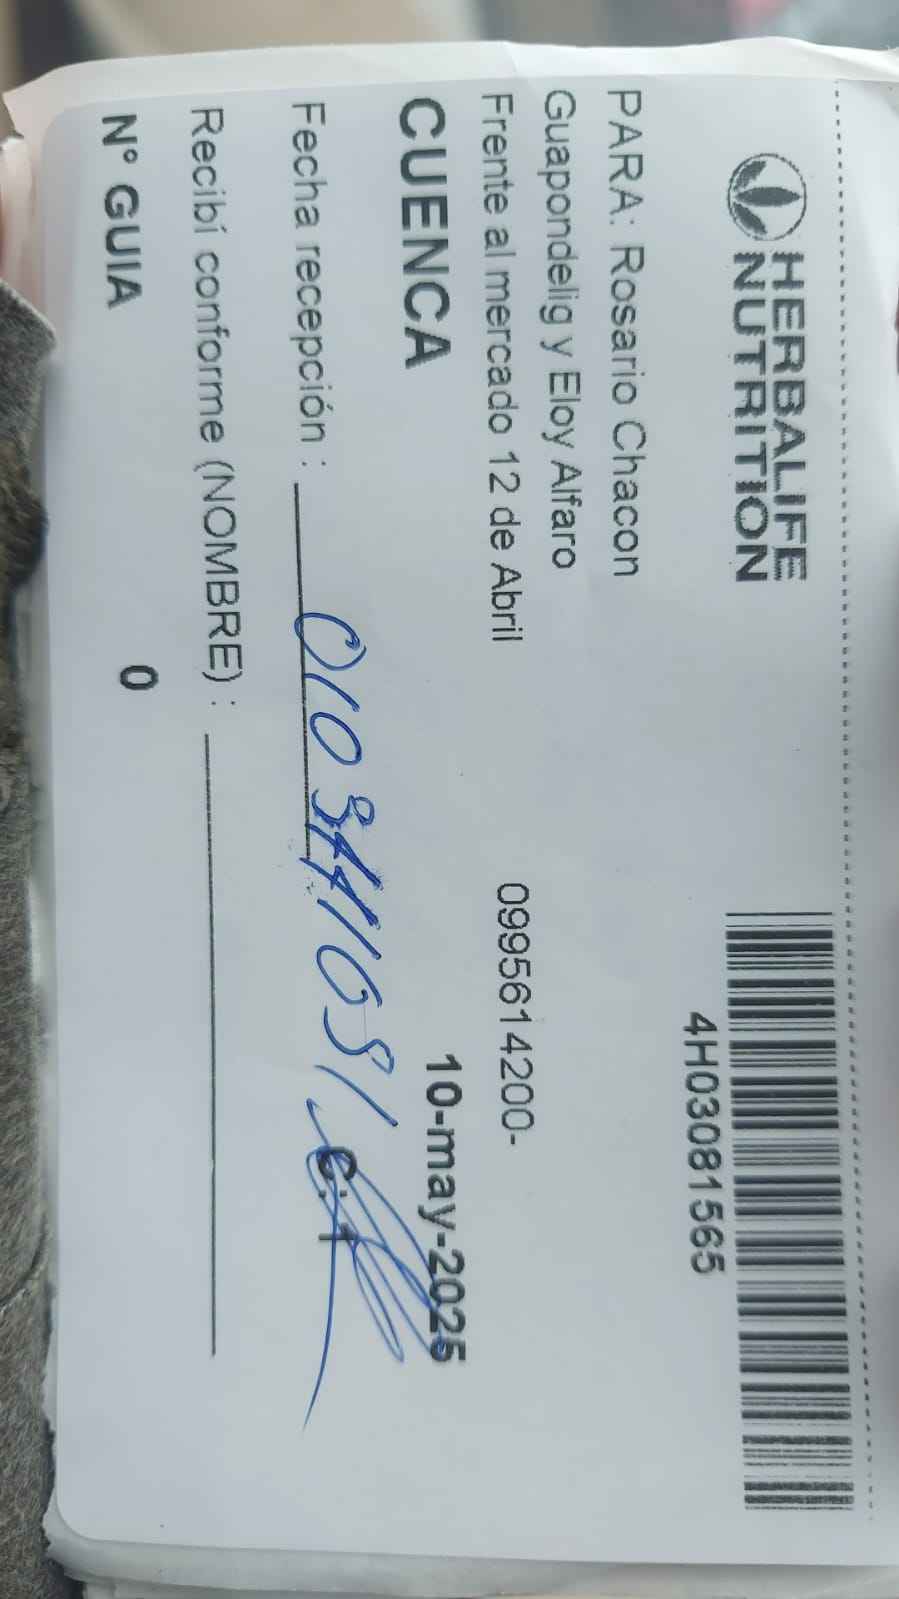 HERBALIFE
NUTRITION
4H03081565
PARA: Rosario Chacon
Guapondelig y Eloy Alfaro
Frente al mercado 12 de Abril
0995614200-
CUENCA
10-may-2025
Fecha recepción :
C.I
Recibí conforme (NOMBRE) :
N° GUIA
0